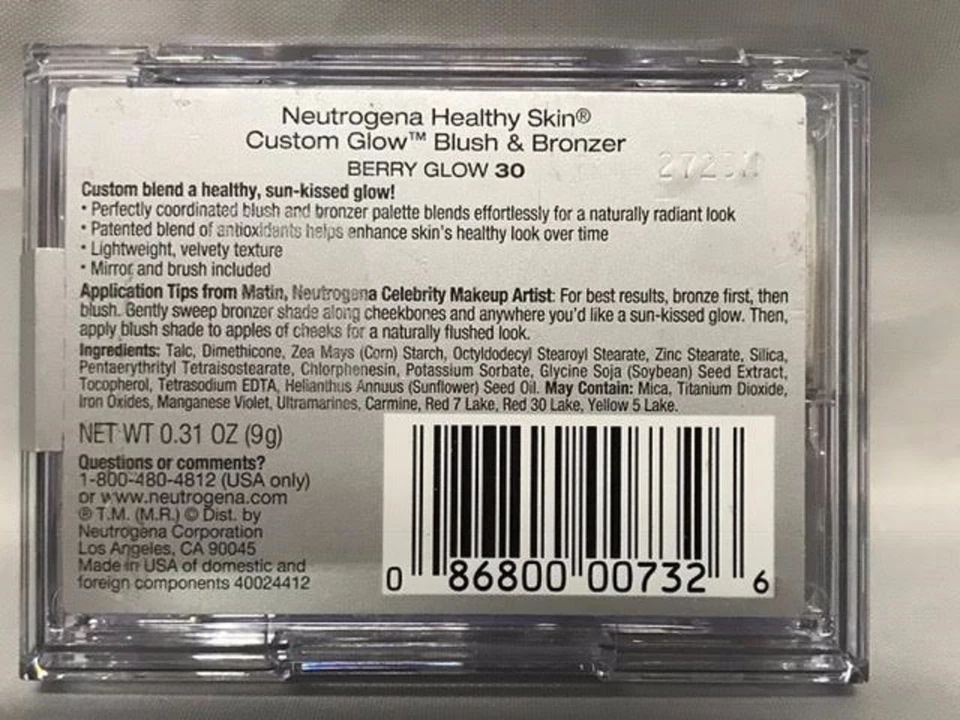 Neutrogena Healthy Skin®
Custom Glow™ Blush & Bronzer
BERRY GLOW 30
Custom blend a healthy, sun-kissed glow!
• Perfectly coordinated blush and bronzer palette blends effortlessly for a naturally radiant look
• Patented blend of antioxidants helps enhance skin's healthy look over time
• Lightweight, velvety texture
• Mirror and brush included
Application Tips from Matin, Neutrogena Celebrity Makeup Artist: For best results, bronze first, then
blush. Gently sweep bronzer shade along cheekbones and anywhere you'd like a sun-kissed glow. Then,
apply blush shade to apples of cheeks for a naturally flushed look.
Ingredients: Talc, Dimethicone, Zea Mays (Corn) Starch, Octyldodecyl Stearoyl Stearate, Zinc Stearate, Silica,
Pentaerythrityl Tetraisostearate, Chlorphenesin, Potassium Sorbate, Glycine Soja (Soybean) Seed Extract,
Tocopherol, Tetrasodium EDTA, Helianthus Annuus (Sunflower) Seed Oil. May Contain: Mica, Titanium Dioxide,
Iron Oxides, Manganese Violet, Ultramarines, Carmine, Red 7 Lake, Red 30 Lake, Yellow 5 Lake.
NET WT 0.31 OZ (9g)
Questions or comments?
1-800-480-4812 (USA only)
or www.neutrogena.com
® T.M. (M.R.) © Dist. by
Neutrogena Corporation
Los Angeles, CA 90045
Made in USA of domestic and
foreign components 40024412
0 86800 00732 6